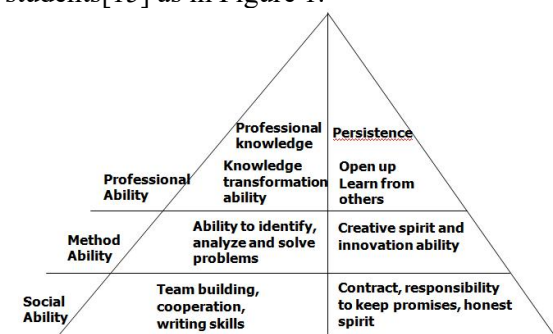 students[15] as in Figure 1.
Professional
knowledge
Persistence
Knowledge
transformation
ability
Open up
Learn from
others
Professional
Ability
Ability to identify,
analyze and solve
problems
Creative spirit and
innovation ability
Method
Ability
Team building,
cooperation,
writing skills
Contract, responsibility
to keep promises, honest
spirit
Social
Ability